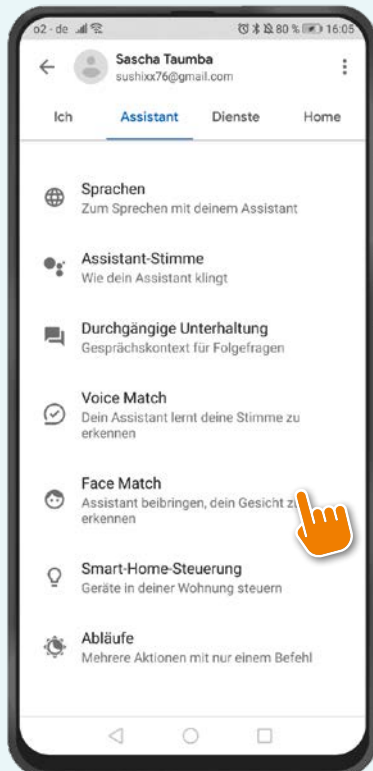 o2 - de 80 % 16:05
Sascha Taumba
sushixx76@gmail.com
Ich Assistant Dienste Home
Sprachen
Zum Sprechen mit deinem Assistant
Assistant-Stimme
Wie dein Assistant klingt
Durchgängige Unterhaltung
Gesprächskontext für Folgefragen
Voice Match
Dein Assistant lernt deine Stimme zu
erkennen
Face Match
Assistant beibringen, dein Gesicht zu
erkennen
Smart-Home-Steuerung
Geräte in deiner Wohnung steuern
Abläufe
Mehrere Aktionen mit nur einem Befehl